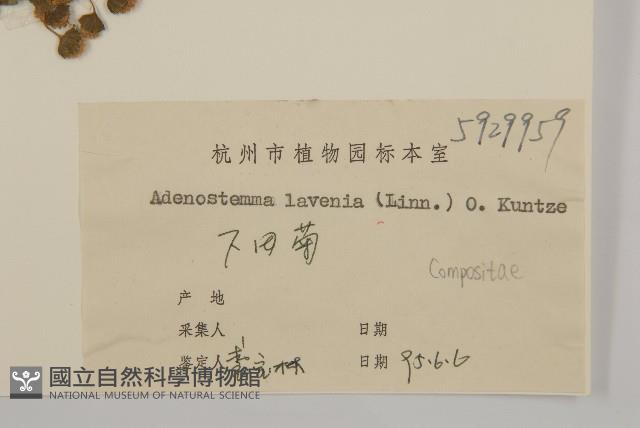 5929959
杭州市植物园标本室
Adenostemma lavenia (Linn.) O. Kuntze
下田菊
Compositae
产 地
采集人 日期
鉴定人 日期 95.6.6
國立自然科學博物館
NATIONAL MUSEUM OF NATURAL SCIENCE